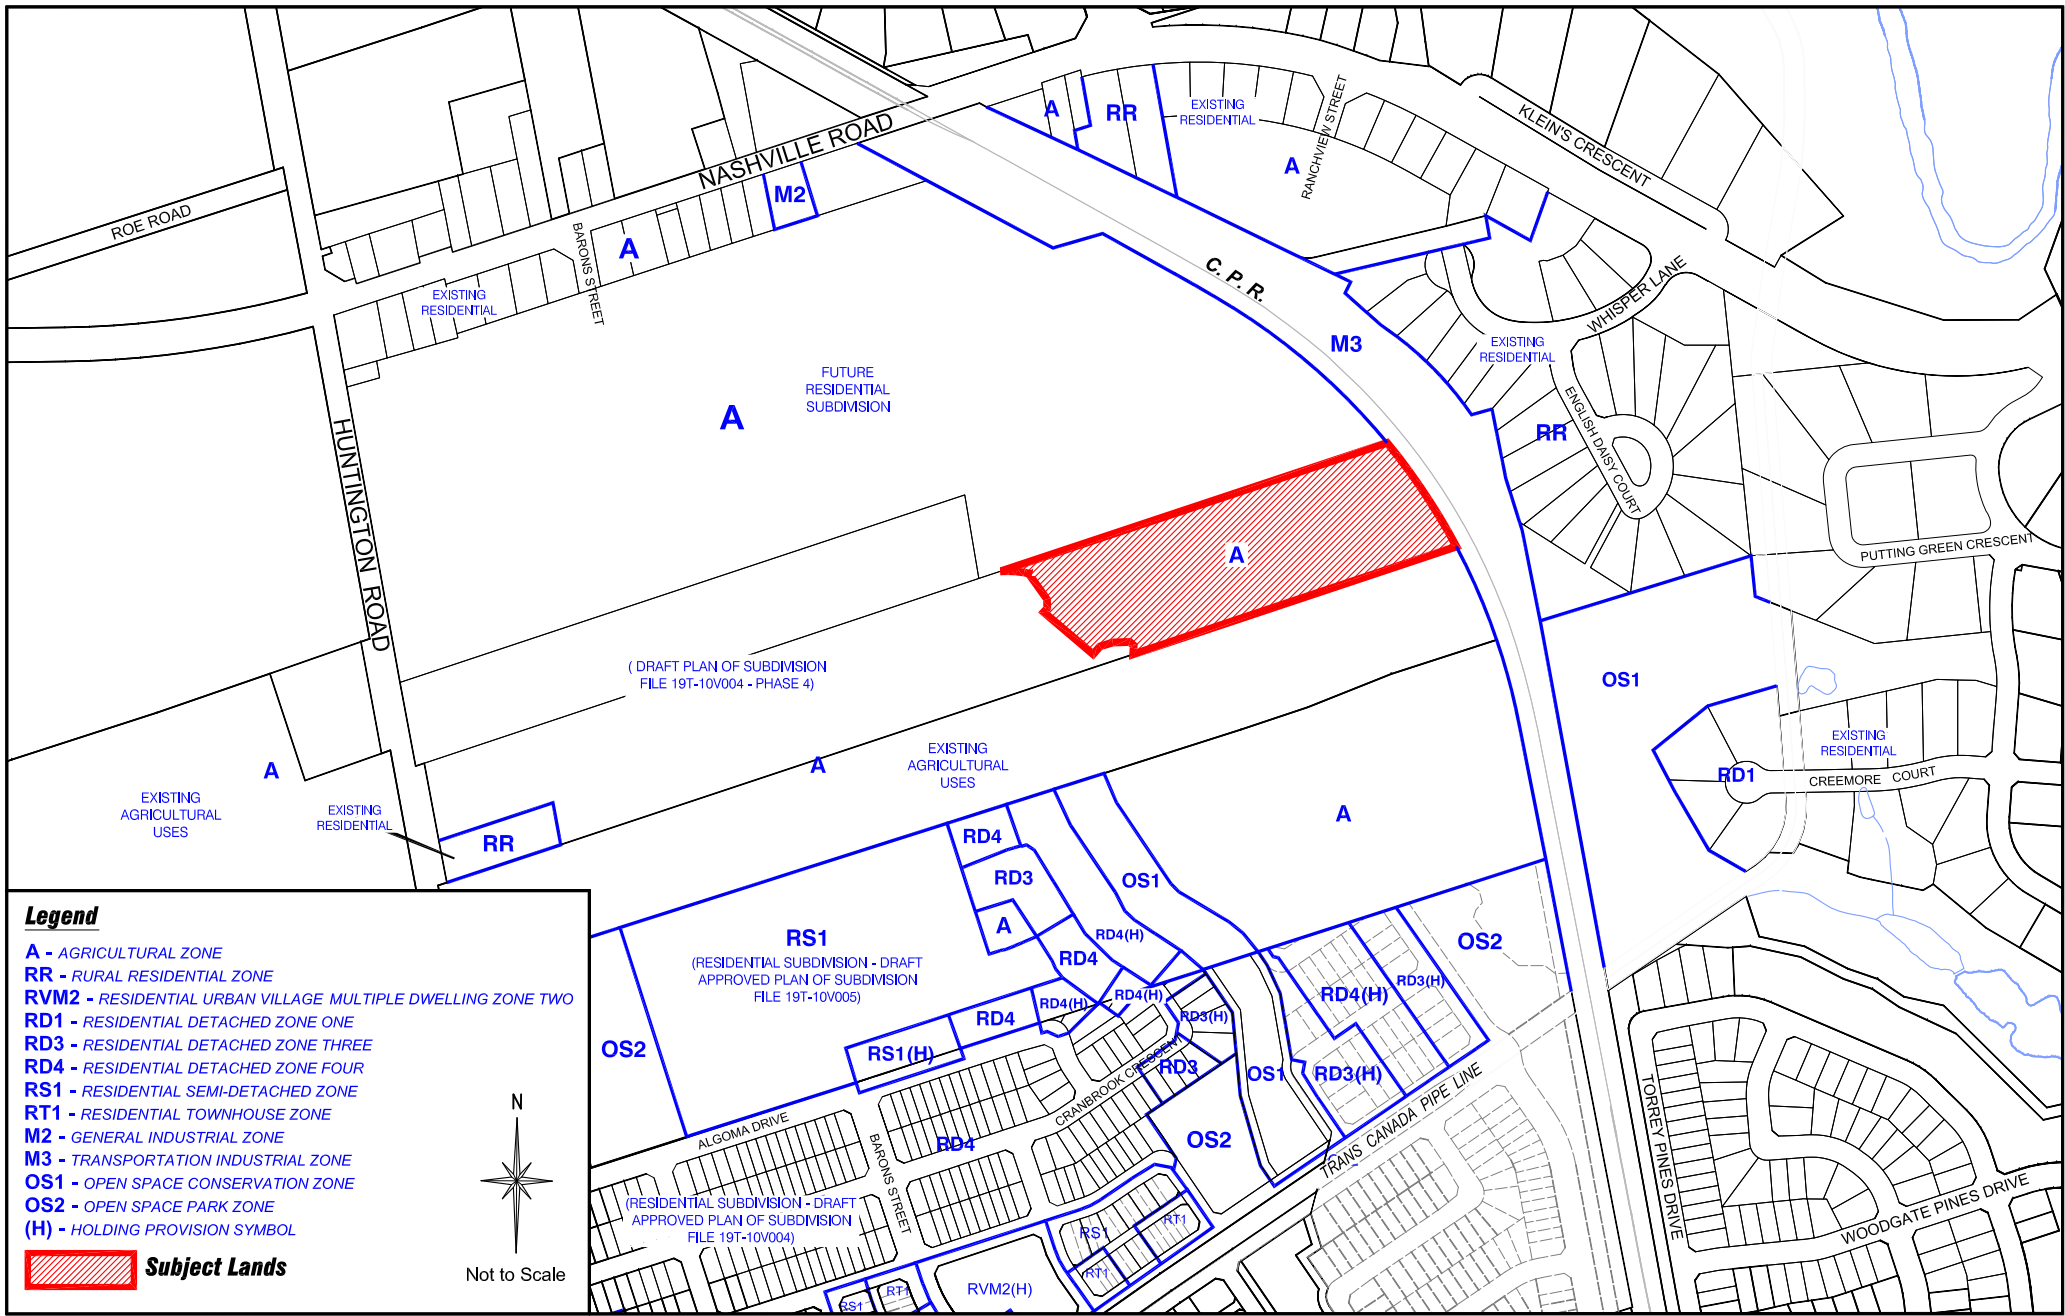 NASHVILLE ROAD
ROE ROAD
BARONS STREET
A
M2
EXISTING
RESIDENTIAL
A
RR
EXISTING
RESIDENTIAL
A
RANCHVIEW STREET
KLEIN'S CRESCENT
WHISPER LANE
C. P. R.
M3
EXISTING
RESIDENTIAL
RR
ENGLISH DAISY COURT
PUTTING GREEN CRESCENT
FUTURE
RESIDENTIAL
SUBDIVISION
A
HUNTINGTON ROAD
A
( DRAFT PLAN OF SUBDIVISION
FILE 19T-10V004 - PHASE 4)
OS1
EXISTING
RESIDENTIAL
RD1
CREEMORE COURT
A
EXISTING
AGRICULTURAL
USES
A
EXISTING
AGRICULTURAL
USES
EXISTING
RESIDENTIAL
RR
A
RD4
RD3
A
OS1
RD4(H)
RD4
RS1
(RESIDENTIAL SUBDIVISION - DRAFT
APPROVED PLAN OF SUBDIVISION
FILE 19T-10V005)
OS2
OS2
RD4(H)
RD3(H)
RD4(H)
RD4(H)
RD3(H)
RD4
RS1(H)
RD3
OS1
RD3(H)
CRANBROOK CRESCENT
ALGOMA DRIVE
BARONS STREET
RD4
OS2
TRANS CANADA PIPE LINE
TORREY PINES DRIVE
WOODGATE PINES DRIVE
(RESIDENTIAL SUBDIVISION - DRAFT
APPROVED PLAN OF SUBDIVISION
FILE 19T-10V004)
RS1
RT1
RT1
RVM2(H)
RS1
RT1
Legend
A - AGRICULTURAL ZONE
RR - RURAL RESIDENTIAL ZONE
RVM2 - RESIDENTIAL URBAN VILLAGE MULTIPLE DWELLING ZONE TWO
RD1 - RESIDENTIAL DETACHED ZONE ONE
RD3 - RESIDENTIAL DETACHED ZONE THREE
RD4 - RESIDENTIAL DETACHED ZONE FOUR
RS1 - RESIDENTIAL SEMI-DETACHED ZONE
RT1 - RESIDENTIAL TOWNHOUSE ZONE
M2 - GENERAL INDUSTRIAL ZONE
M3 - TRANSPORTATION INDUSTRIAL ZONE
OS1 - OPEN SPACE CONSERVATION ZONE
OS2 - OPEN SPACE PARK ZONE
(H) - HOLDING PROVISION SYMBOL
Subject Lands
N
Not to Scale